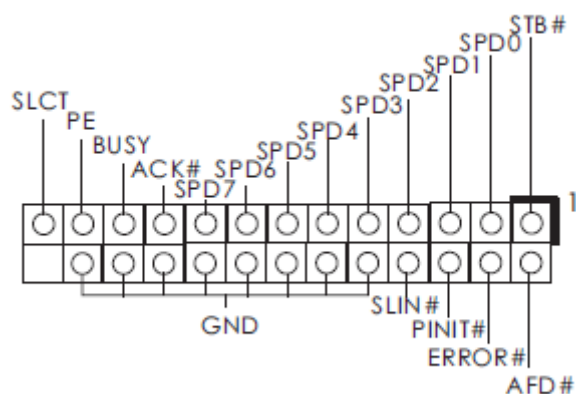 STB#
SPD0
SPD1
SPD2
SPD3
SPD4
SPD5
SPD6
SPD7
ACK#
BUSY
PE
SLCT
1
GND
SLIN#
PINIT#
ERROR#
AFD#